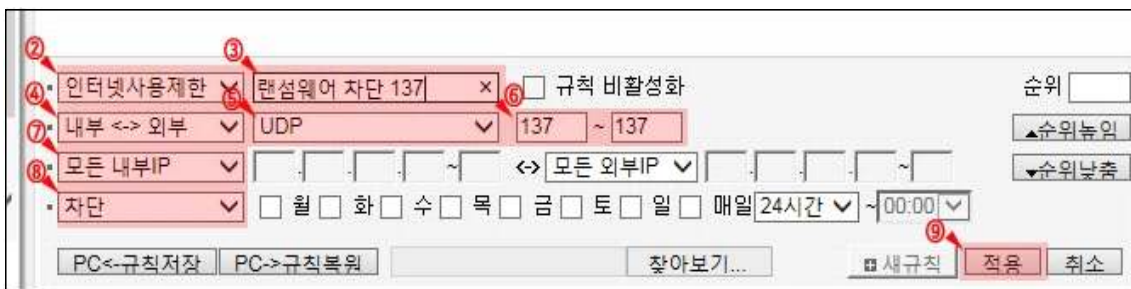 ② ③
인터넷사용제한 랜섬웨어 차단 137 × 규칙 비활성화 순위
④ 내부 <-> 외부 ⑤ UDP ⑥ 137 ~ 137 ▲순위높임
⑦ 모든 내부IP . . . ~ <-> 모든 외부IP . . . ~ ▼순위낮춤
⑧ 차단 월 화 수 목 금 토 일 매일 24시간 ~ 00:00
⑨
PC<-규칙저장 PC->규칙복원 찾아보기... 새규칙 적용 취소